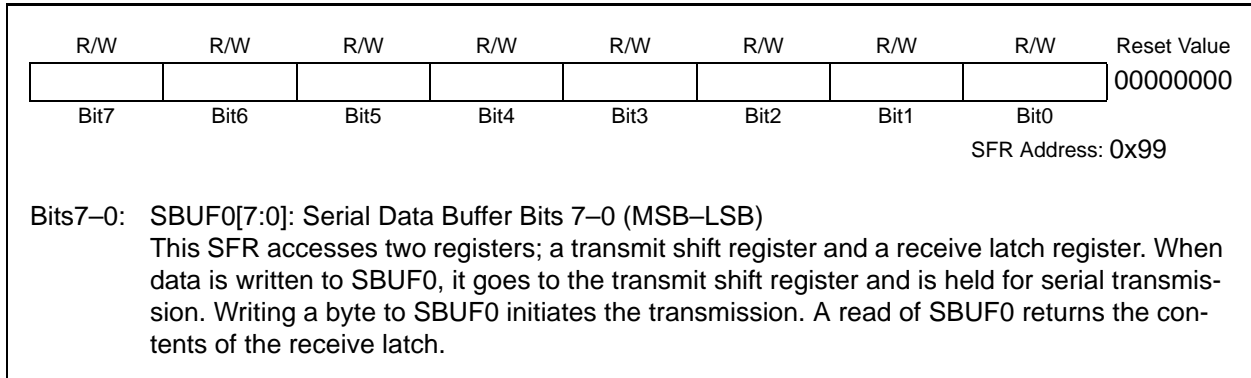 R/W R/W R/W R/W R/W R/W R/W R/W Reset Value
00000000
Bit7 Bit6 Bit5 Bit4 Bit3 Bit2 Bit1 Bit0
SFR Address: 0x99
Bits7–0: SBUF0[7:0]: Serial Data Buffer Bits 7–0 (MSB–LSB)
This SFR accesses two registers; a transmit shift register and a receive latch register. When
data is written to SBUF0, it goes to the transmit shift register and is held for serial transmis-
sion. Writing a byte to SBUF0 initiates the transmission. A read of SBUF0 returns the con-
tents of the receive latch.